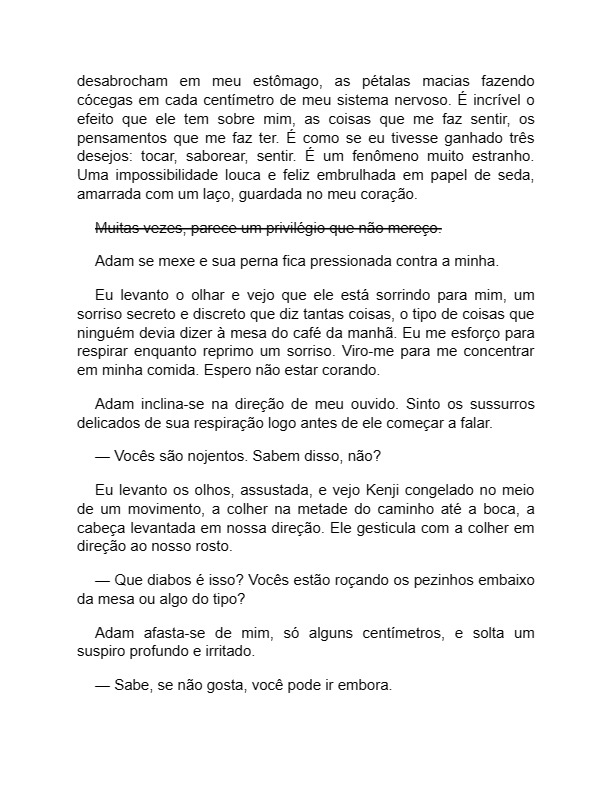 desabrocham em meu estômago, as pétalas macias fazendo
cócegas em cada centímetro de meu sistema nervoso. É incrível o
efeito que ele tem sobre mim, as coisas que me faz sentir, os
pensamentos que me faz ter. É como se eu tivesse ganhado três
desejos: tocar, saborear, sentir. É um fenômeno muito estranho.
Uma impossibilidade louca e feliz embrulhada em papel de seda,
amarrada com um laço, guardada no meu coração.
Muitas vezes, parece um privilégio que não mereço.
Adam se mexe e sua perna fica pressionada contra a minha.
Eu levanto o olhar e vejo que ele está sorrindo para mim, um
sorriso secreto e discreto que diz tantas coisas, o tipo de coisas que
ninguém devia dizer à mesa do café da manhã. Eu me esforço para
respirar enquanto reprimo um sorriso. Viro-me para me concentrar
em minha comida. Espero não estar corando.
Adam inclina-se na direção de meu ouvido. Sinto os sussurros
delicados de sua respiração logo antes de ele começar a falar.
— Vocês são nojentos. Sabem disso, não?
Eu levanto os olhos, assustada, e vejo Kenji congelado no meio
de um movimento, a colher na metade do caminho até a boca, a
cabeça levantada em nossa direção. Ele gesticula com a colher em
direção ao nosso rosto.
— Que diabos é isso? Vocês estão roçando os pezinhos embaixo
da mesa ou algo do tipo?
Adam afasta-se de mim, só alguns centímetros, e solta um
suspiro profundo e irritado.
— Sabe, se não gosta, você pode ir embora.